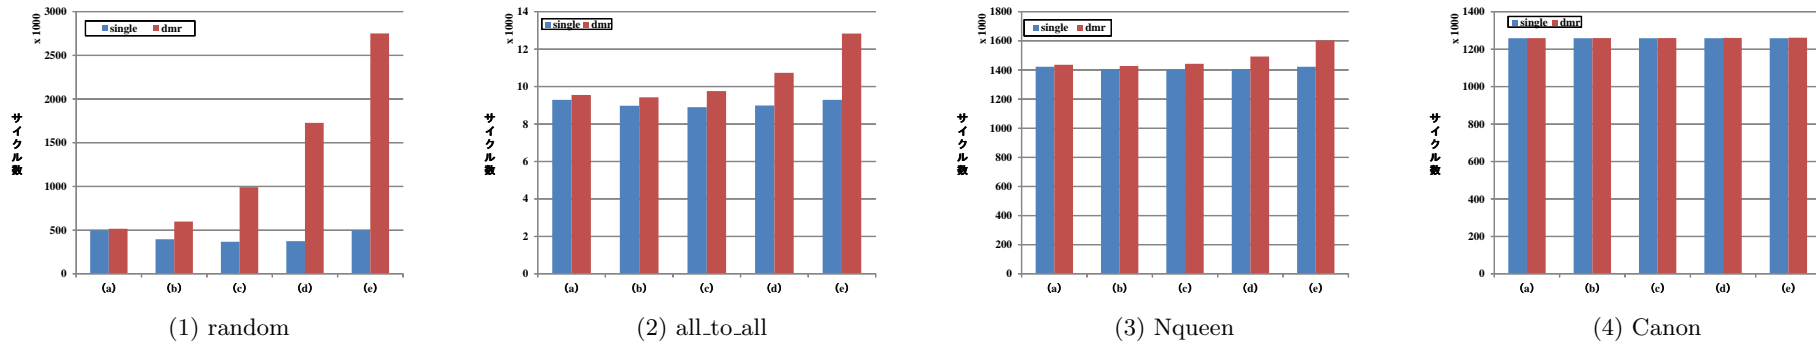 x 1000
サイクル数
single dmr
3000
2500
2000
1500
1000
500
0
(a) (b) (c) (d) (e)
(1) random
x 1000
サイクル数
single dmr
14
12
10
8
6
4
2
0
(a) (b) (c) (d) (e)
(2) all_to_all
x 1000
サイクル数
single dmr
1800
1600
1400
1200
1000
800
600
400
200
0
(a) (b) (c) (d) (e)
(3) Nqueen
x 1000
サイクル数
single dmr
1400
1200
1000
800
600
400
200
0
(a) (b) (c) (d) (e)
(4) Canon